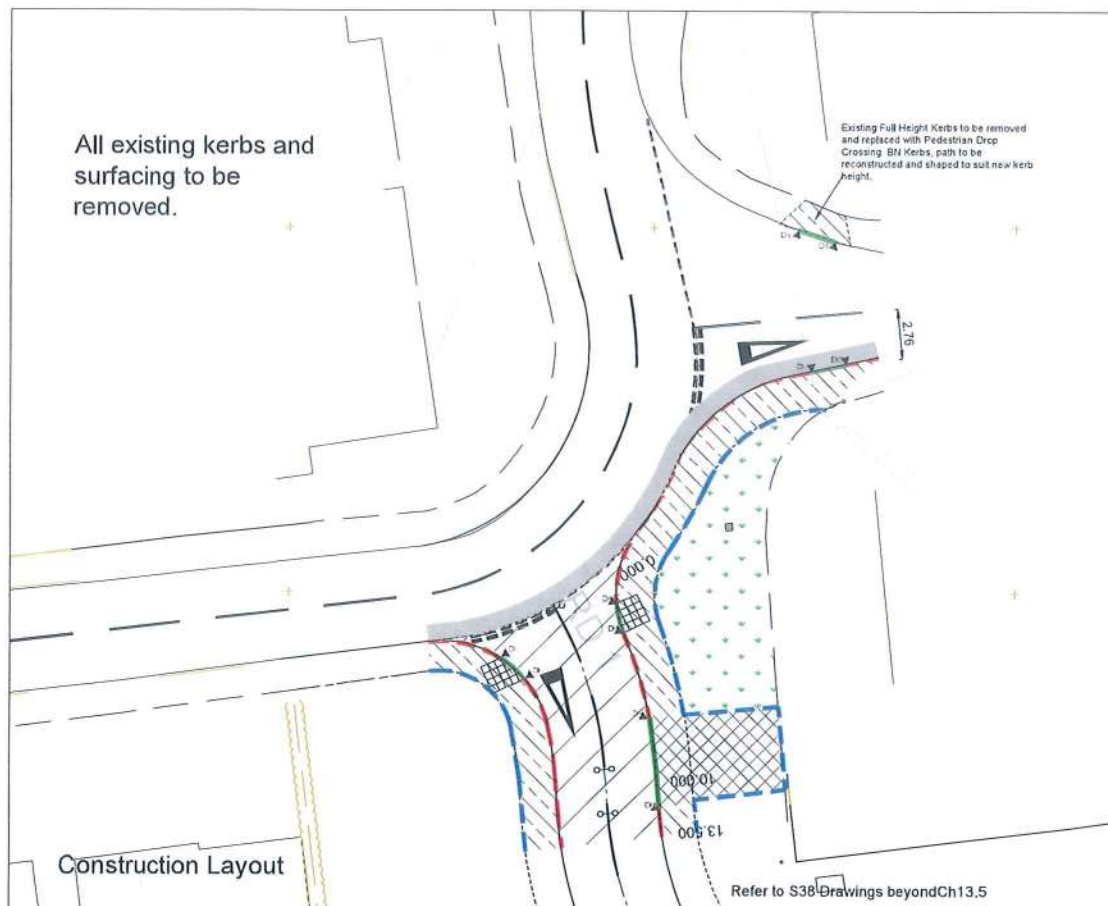 All existing kerbs and
surfacing to be
removed.
Existing Full Height Kerbs to be removed
and replaced with Pedestrian Drop
Crossing BN Kerbs, path to be
reconstructed and shaped to suit new kerb
height.
2.76
0.000
10.000
13.500
Construction Layout
Refer to S38 Drawings beyondCh13.5